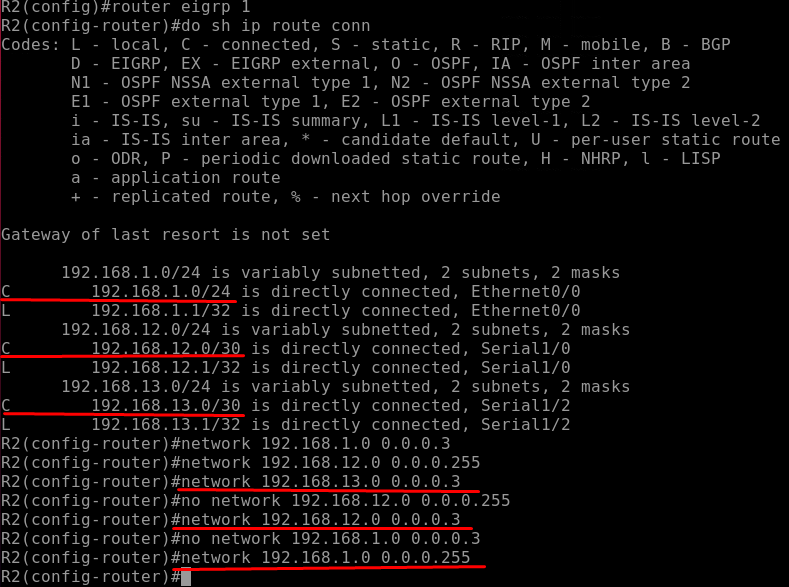 R2(config)#router eigrp 1
R2(config-router)#do sh ip route conn
Codes: L - local, C - connected, S - static, R - RIP, M - mobile, B - BGP
       D - EIGRP, EX - EIGRP external, O - OSPF, IA - OSPF inter area
       N1 - OSPF NSSA external type 1, N2 - OSPF NSSA external type 2
       E1 - OSPF external type 1, E2 - OSPF external type 2
       i - IS-IS, su - IS-IS summary, L1 - IS-IS level-1, L2 - IS-IS level-2
       ia - IS-IS inter area, * - candidate default, U - per-user static route
       o - ODR, P - periodic downloaded static route, H - NHRP, l - LISP
       a - application route
       + - replicated route, % - next hop override
Gateway of last resort is not set
      192.168.1.0/24 is variably subnetted, 2 subnets, 2 masks
C        192.168.1.0/24 is directly connected, Ethernet0/0
L        192.168.1.1/32 is directly connected, Ethernet0/0
      192.168.12.0/24 is variably subnetted, 2 subnets, 2 masks
C        192.168.12.0/30 is directly connected, Serial1/0
L        192.168.12.1/32 is directly connected, Serial1/0
      192.168.13.0/24 is variably subnetted, 2 subnets, 2 masks
C        192.168.13.0/30 is directly connected, Serial1/2
L        192.168.13.1/32 is directly connected, Serial1/2
R2(config-router)#network 192.168.1.0 0.0.0.3
R2(config-router)#network 192.168.12.0 0.0.0.255
R2(config-router)#network 192.168.13.0 0.0.0.3
R2(config-router)#no network 192.168.12.0 0.0.0.255
R2(config-router)#network 192.168.12.0 0.0.0.3
R2(config-router)#no network 192.168.1.0 0.0.0.3
R2(config-router)#network 192.168.1.0 0.0.0.255
R2(config-router)#